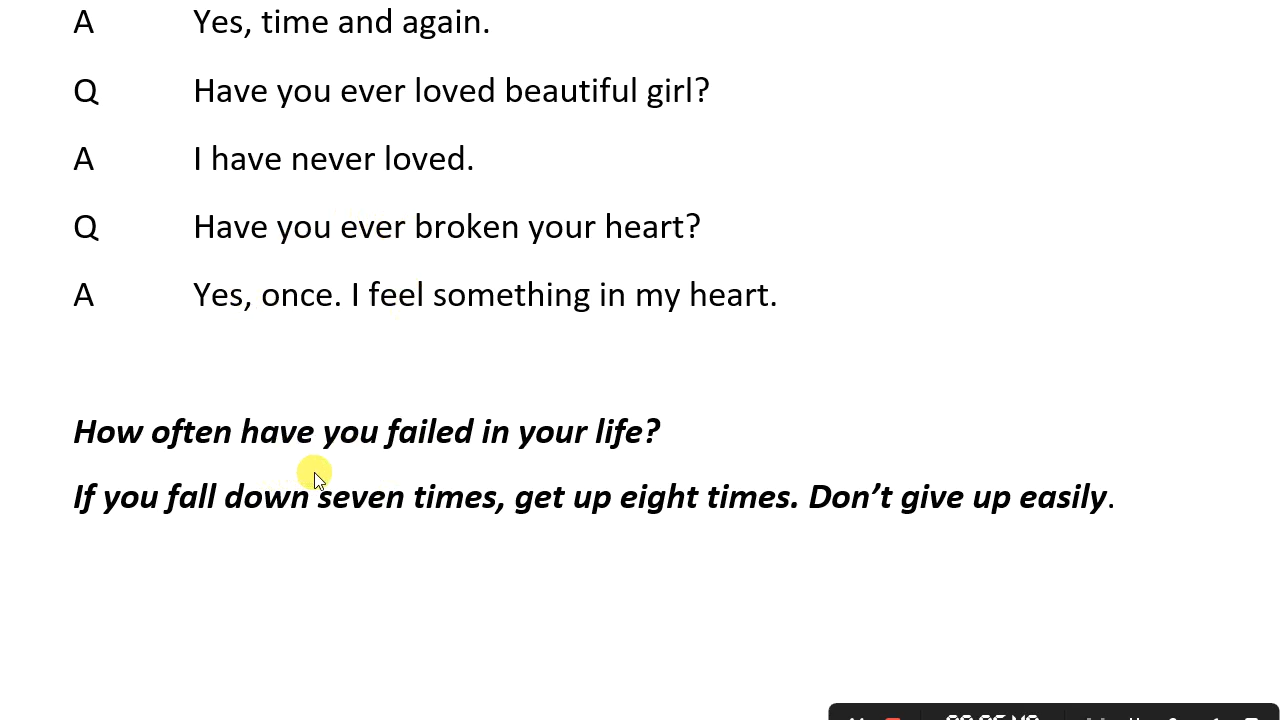 A Yes, time and again.
Q Have you ever loved beautiful girl?
A I have never loved.
Q Have you ever broken your heart?
A Yes, once. I feel something in my heart.
How often have you failed in your life?
If you fall down seven times, get up eight times. Don’t give up easily.